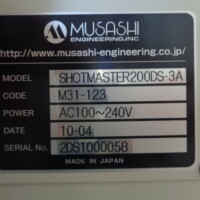 MUSASHI
ENGINEERING,INC.
http://www.musashi-engineering.co.jp/
MODEL SHOTMASTER200DS-3A
CODE M31-123
POWER AC100~240V
DATE 10-04
SERIAL No. 2DS1000058
MADE IN JAPAN